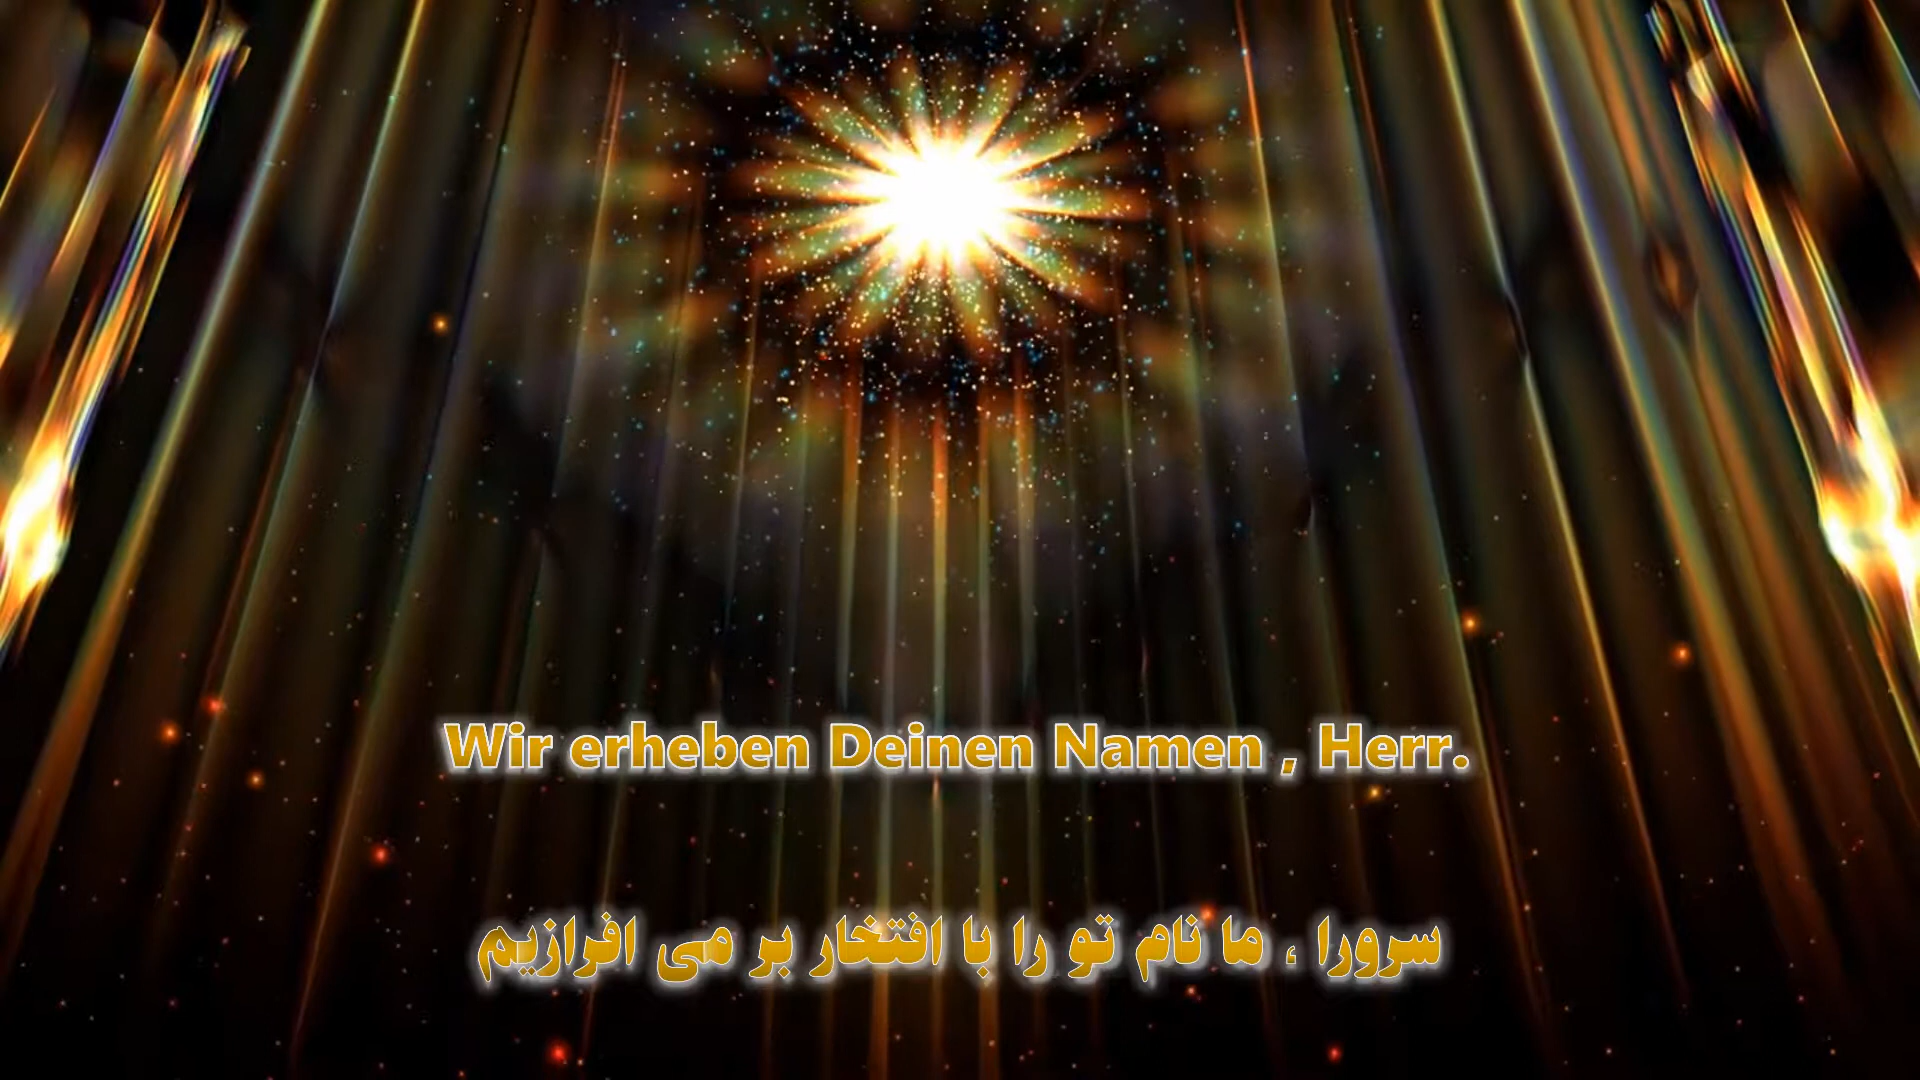 Wir erheben Deinen Namen , Herr.
سرورا ، ما نام تو را با افتخار بر می افرازیم